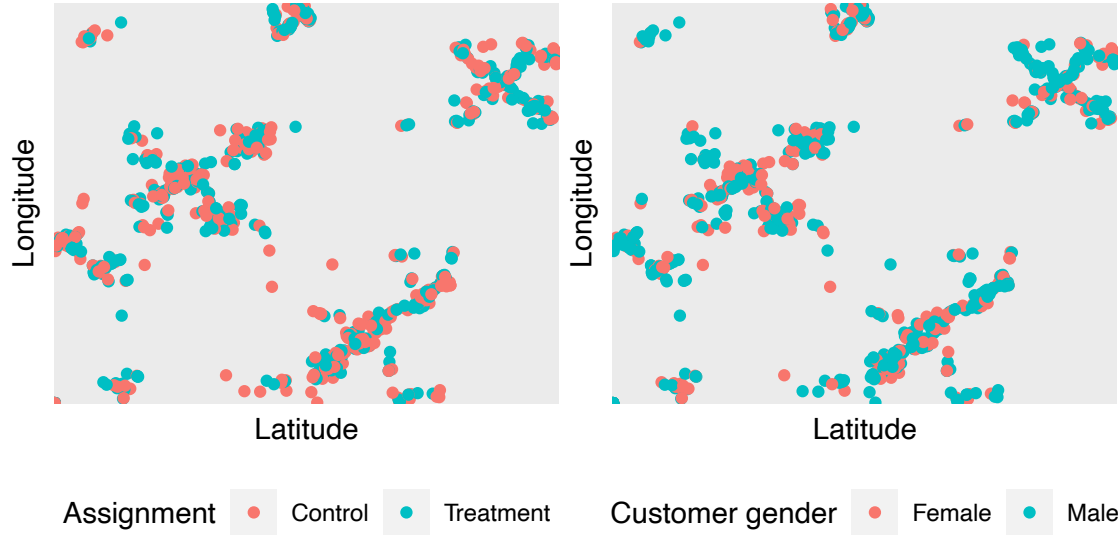 Longitude
Latitude
Assignment Control Treatment
Longitude
Latitude
Customer gender Female Male